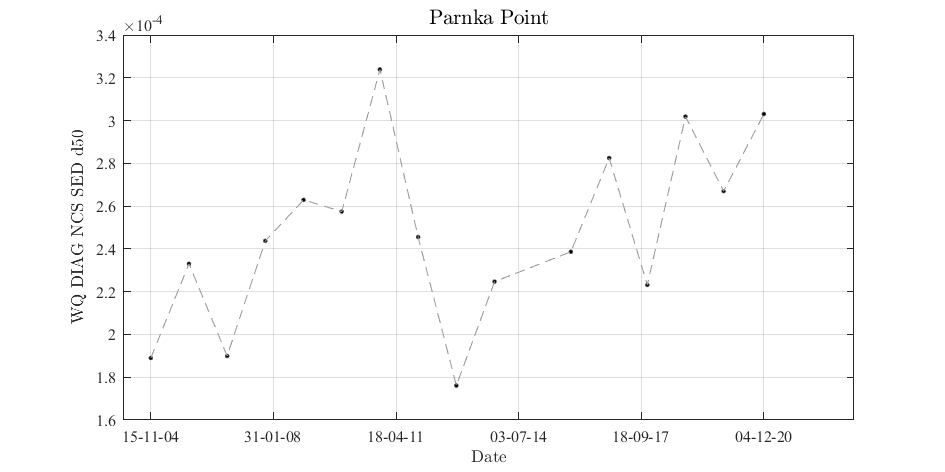 Parnka Point
×10-4
3.4
3.2
3
2.8
2.6
2.4
2.2
2
1.8
1.6
WQ DIAG NCS SED d50
15-11-04 31-01-08 18-04-11 03-07-14 18-09-17 04-12-20
Date